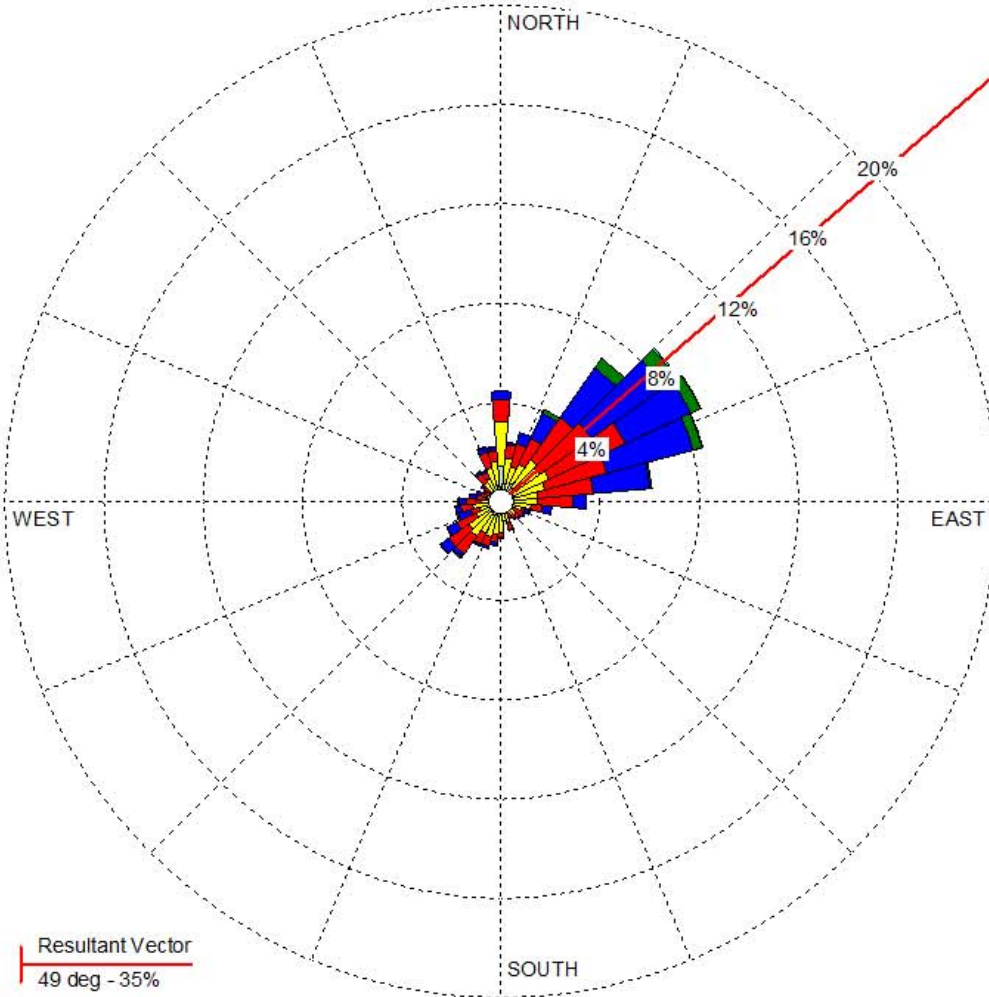 NORTH
20%
16%
12%
8%
4%
WEST
EAST
Resultant Vector
49 deg - 35%
SOUTH